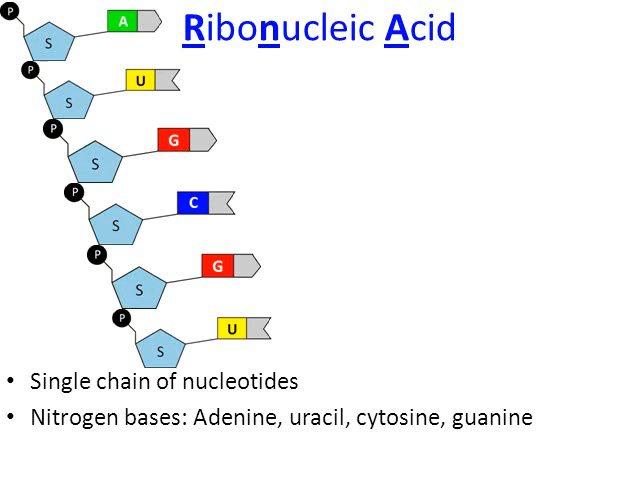 Ribonucleic Acid
P
S
A
P
S
U
P
S
G
P
S
C
P
S
G
P
S
U
• Single chain of nucleotides
• Nitrogen bases: Adenine, uracil, cytosine, guanine